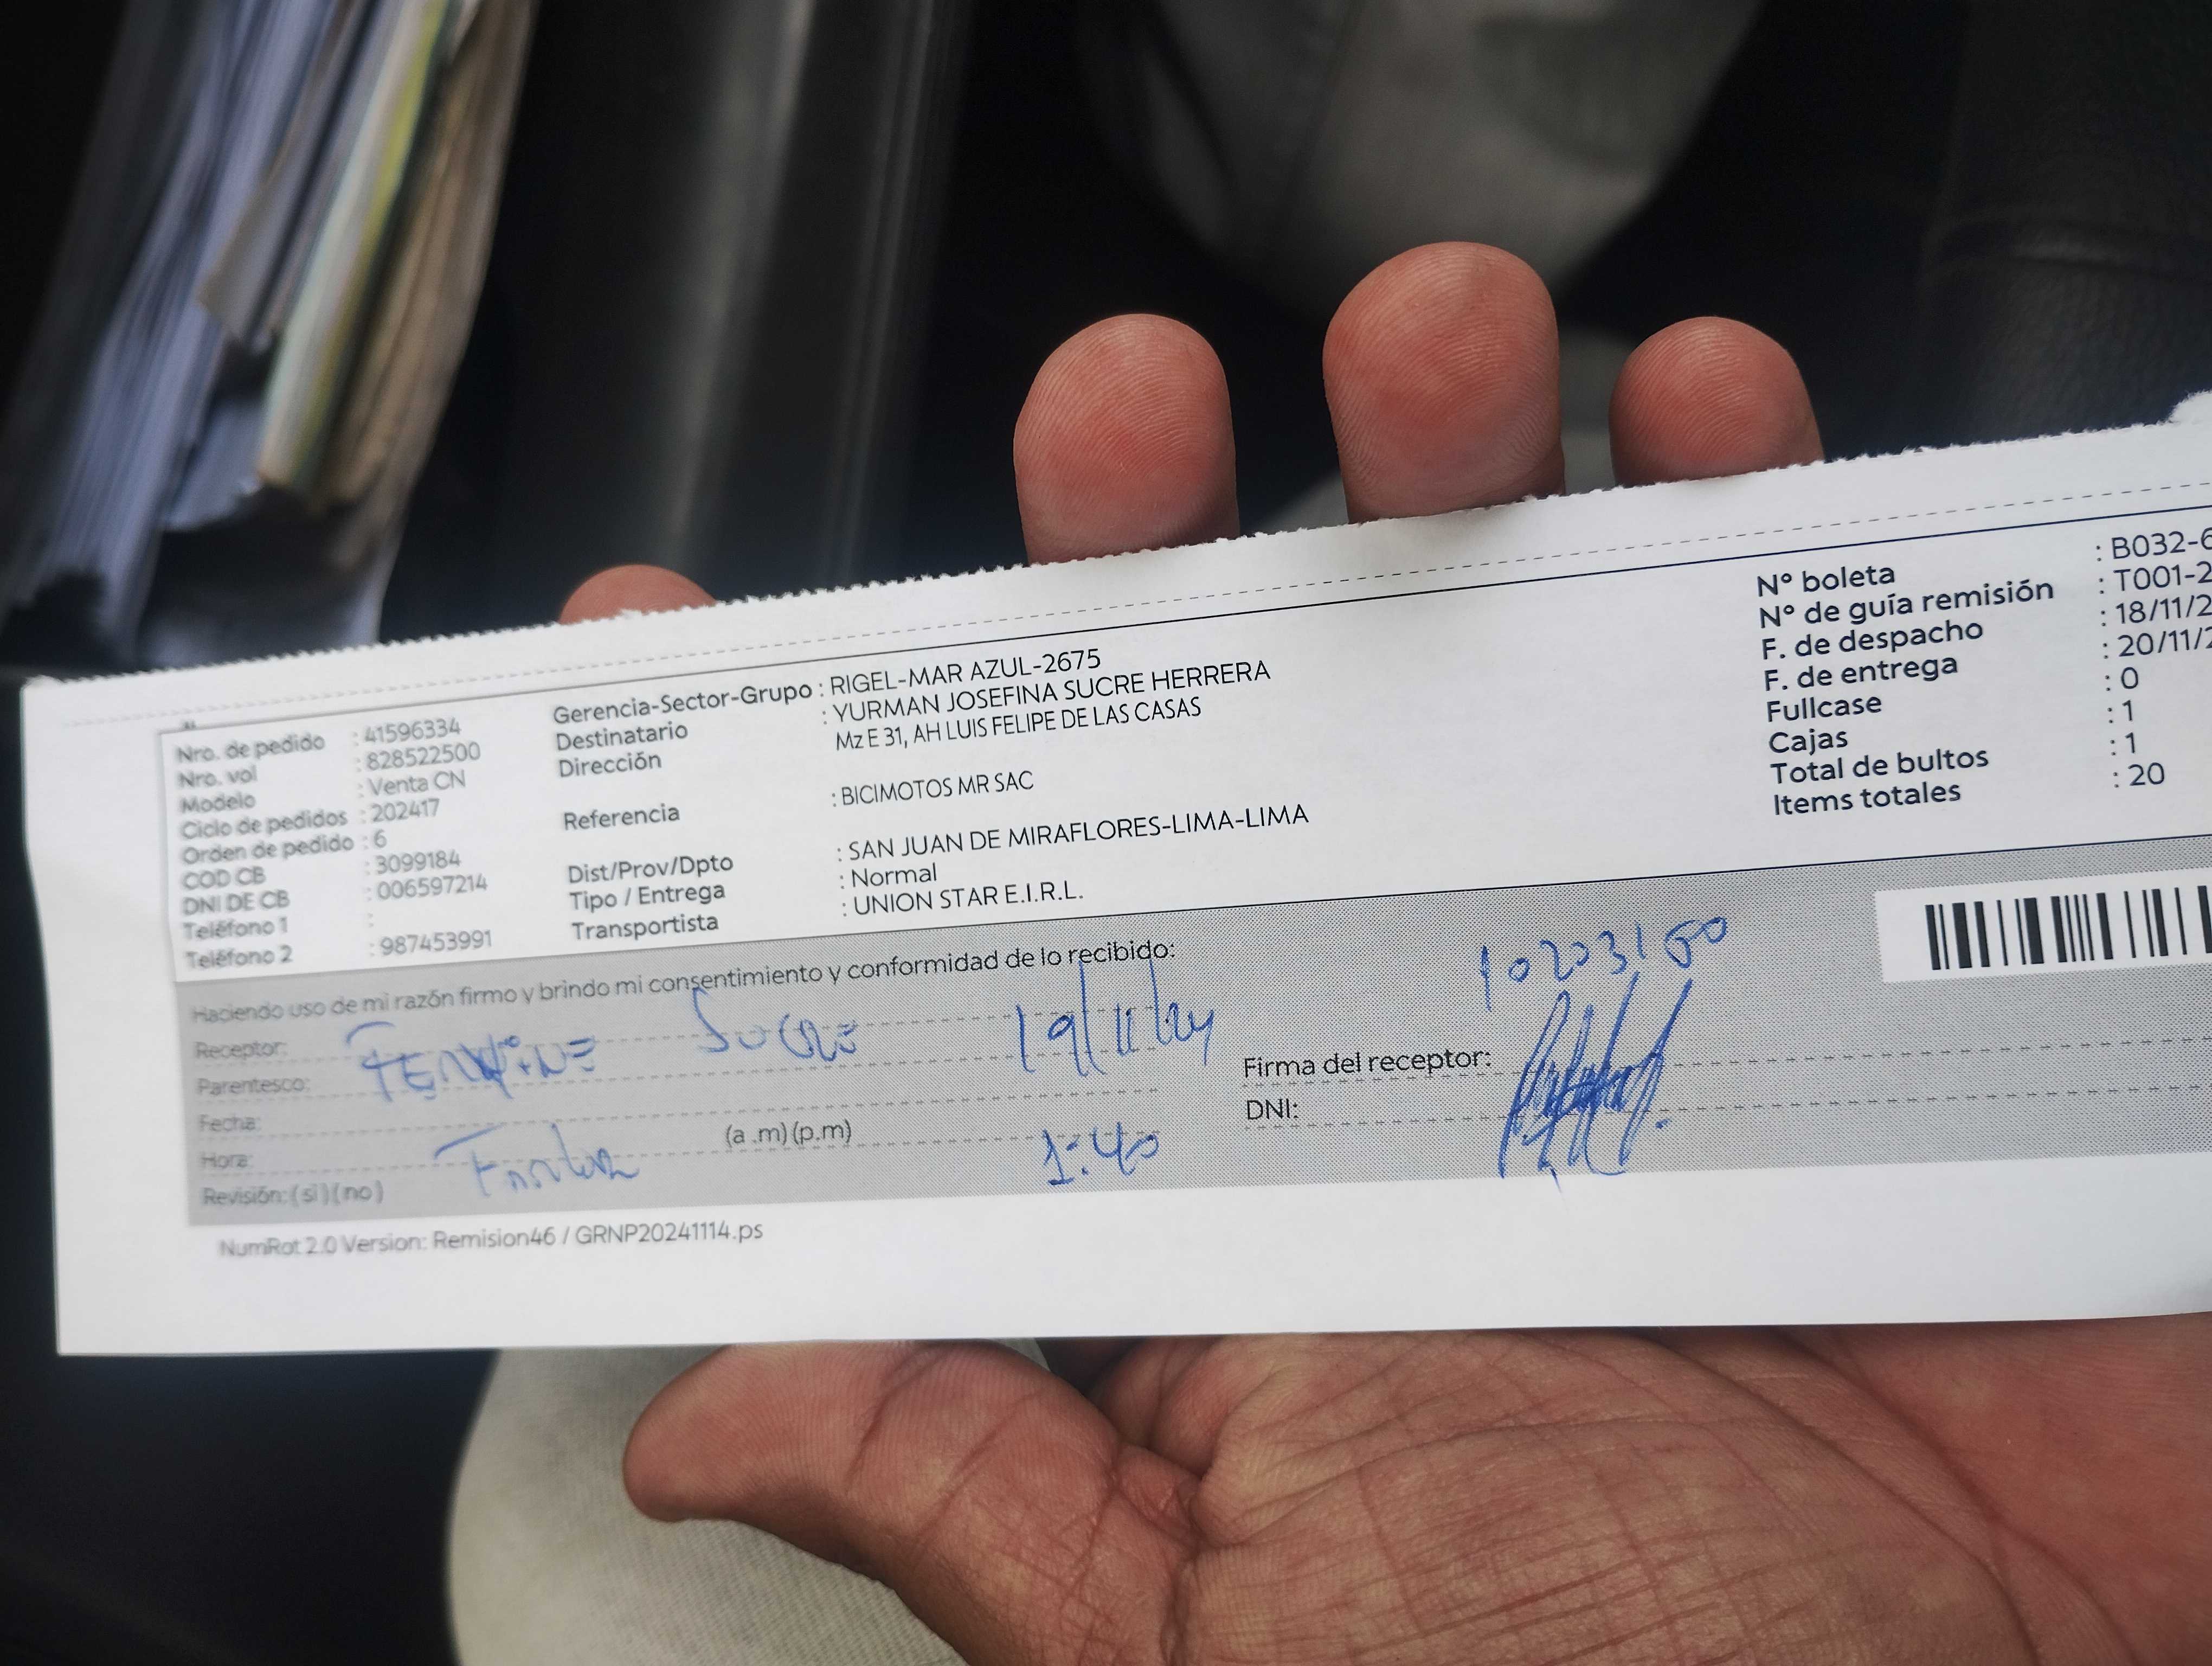 Nro. de pedido : 41596334
Nro. vol : 828522500
Modelo : Venta CN
Ciclo de pedidos : 202417
Orden de pedido : 6
COD CB : 3099184
DNI DE CB : 006597214
Teléfono 1 :
Teléfono 2 : 987453991
Gerencia-Sector-Grupo : RIGEL-MAR AZUL-2675
Destinatario : YURMAN JOSEFINA SUCRE HERRERA
Dirección Mz E 31, AH LUIS FELIPE DE LAS CASAS
Referencia : BICIMOTOS MR SAC
Dist/Prov/Dpto : SAN JUAN DE MIRAFLORES-LIMA-LIMA
Tipo / Entrega : Normal
Transportista : UNION STAR E.I.R.L.
N° boleta : B032-6
N° de guía remisión : T001-2
F. de despacho : 18/11/2
F. de entrega : 20/11/2
Fullcase : 0
Cajas : 1
Total de bultos : 1
Items totales : 20
Haciendo uso de mi razón firmo y brindo mi consentimiento y conformidad de lo recibido:
Receptor: Sucre 19/11/24
Parentesco:
Fecha:
Hora: (a .m) (p.m) 1:40
Revisión: (si) (no)
10203100
Firma del receptor:
DNI:
NumRot 2.0 Version: Remision46 / GRNP20241114.ps